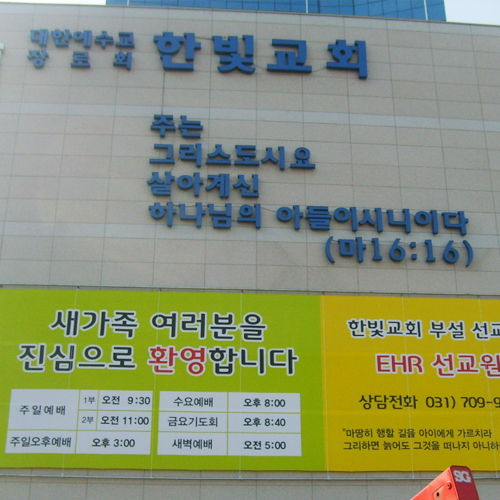 대한예수교
장로회 한빛교회
주는
그리스도시요
살아계신
하나님의 아들이시니이다
(마16:16)
새가족 여러분을
진심으로 환영합니다
주일예배 1부 오전 9:30
2부 오전 11:00
주일오후예배 오후 3:00
수요예배 오후 8:00
금요기도회 오후 8:40
새벽예배 오전 5:00
한빛교회 부설 선교
EHR 선교원
상담전화 031) 709-9
"마땅히 행할 길을 아이에게 가르치라
그리하면 늙어도 그것을 떠나지 아니하
SG